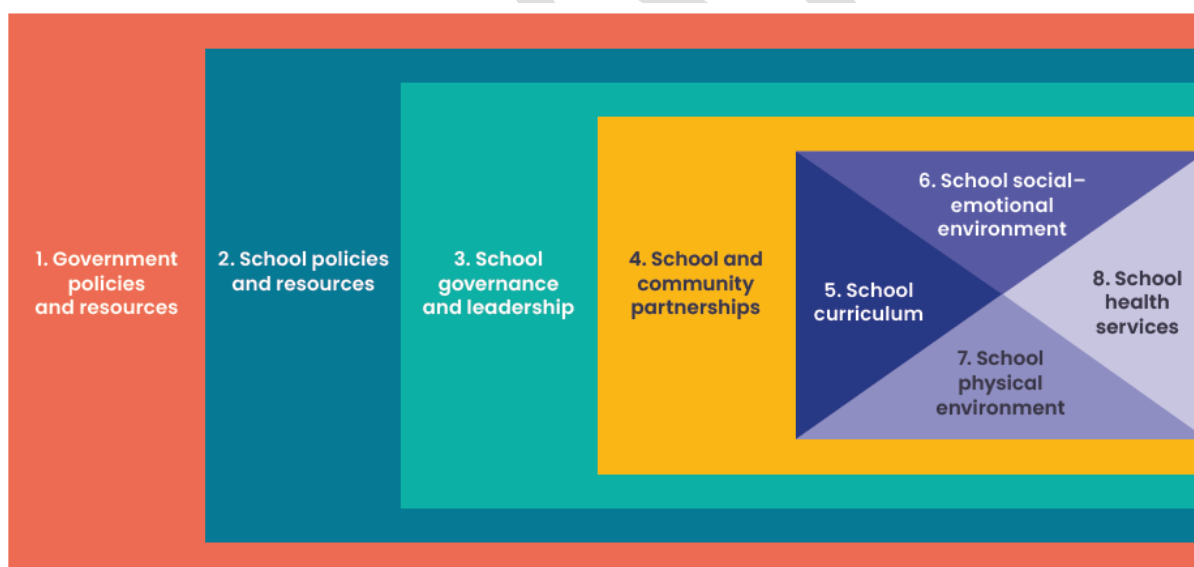 1. Government
policies
and resources
2. School policies
and resources
3. School
governance
and leadership
4. School and
community
partnerships
5. School
curriculum
6. School social–
emotional
environment
7. School
physical
environment
8. School
health
services